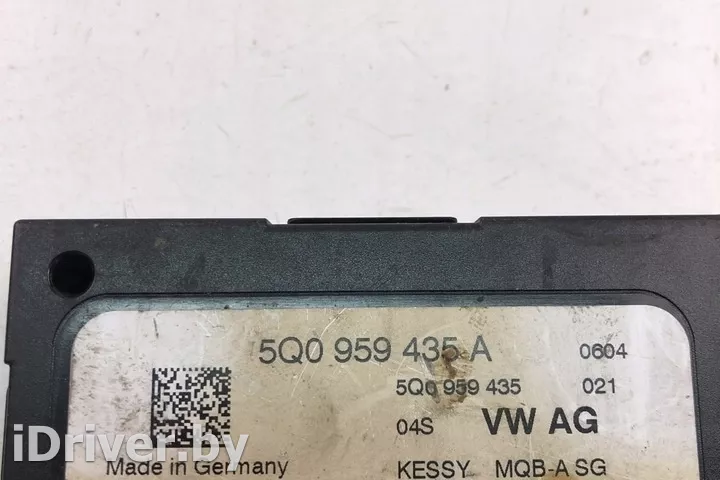 5Q0 959 435 A 0604
5Q0 959 435 021
04S VW AG
Made in Germany KESSY MQB-A SG
iDriver.by